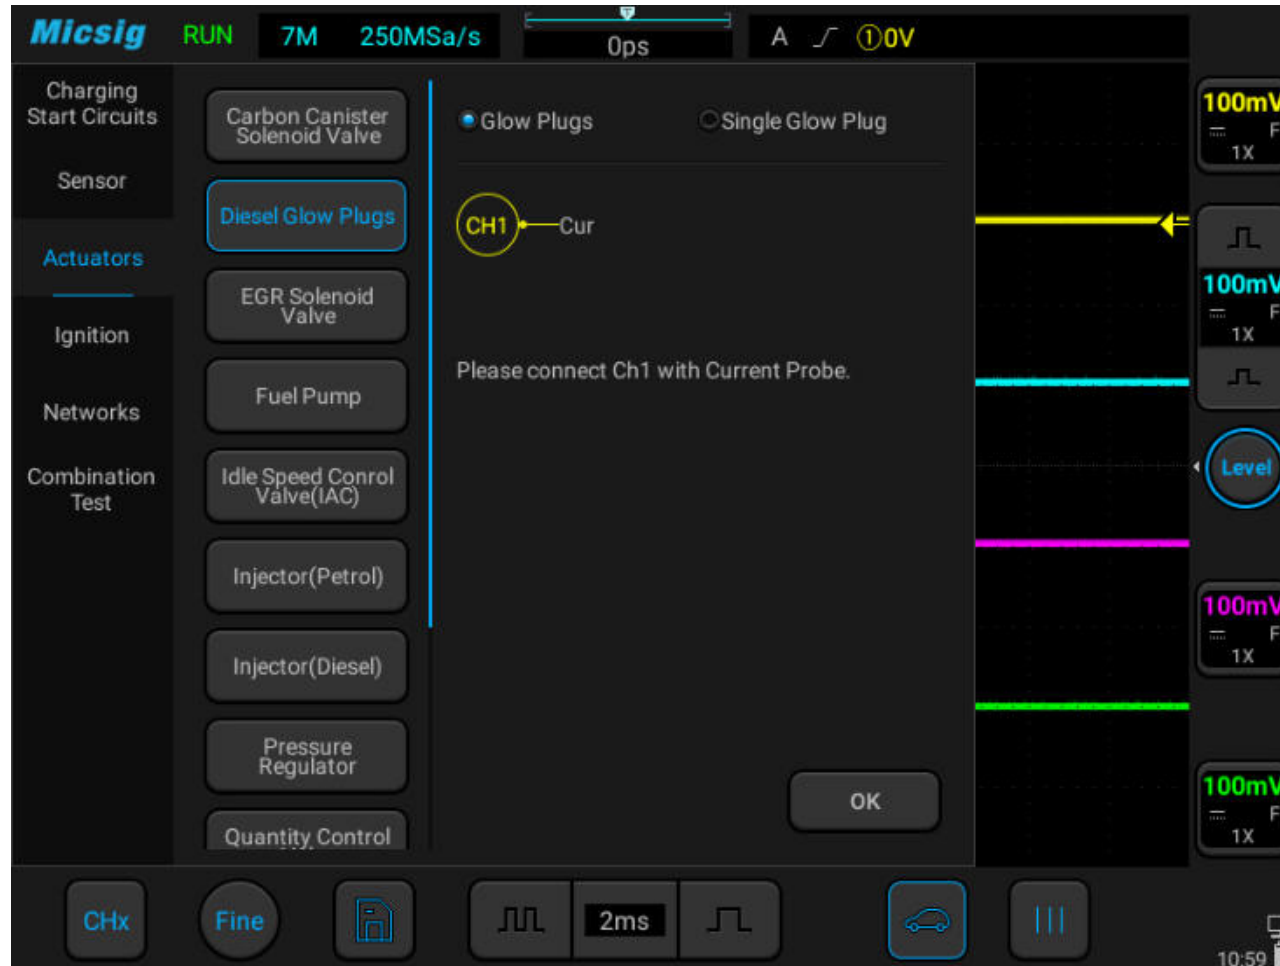 Micsig RUN 7M 250MSa/s 0ps A ①0V
T
Charging
Start Circuits
Sensor
Actuators
Ignition
Networks
Combination
Test
Carbon Canister
Solenoid Valve
Diesel Glow Plugs
EGR Solenoid
Valve
Fuel Pump
Idle Speed Conrol
Valve(IAC)
Injector(Petrol)
Injector(Diesel)
Pressure
Regulator
Quantity Control
Glow Plugs Single Glow Plug
CH1 Cur
Please connect Ch1 with Current Probe.
OK
100mV
F
1X
100mV
F
1X
Level
100mV
F
1X
100mV
F
1X
CHx Fine 2ms
10:59